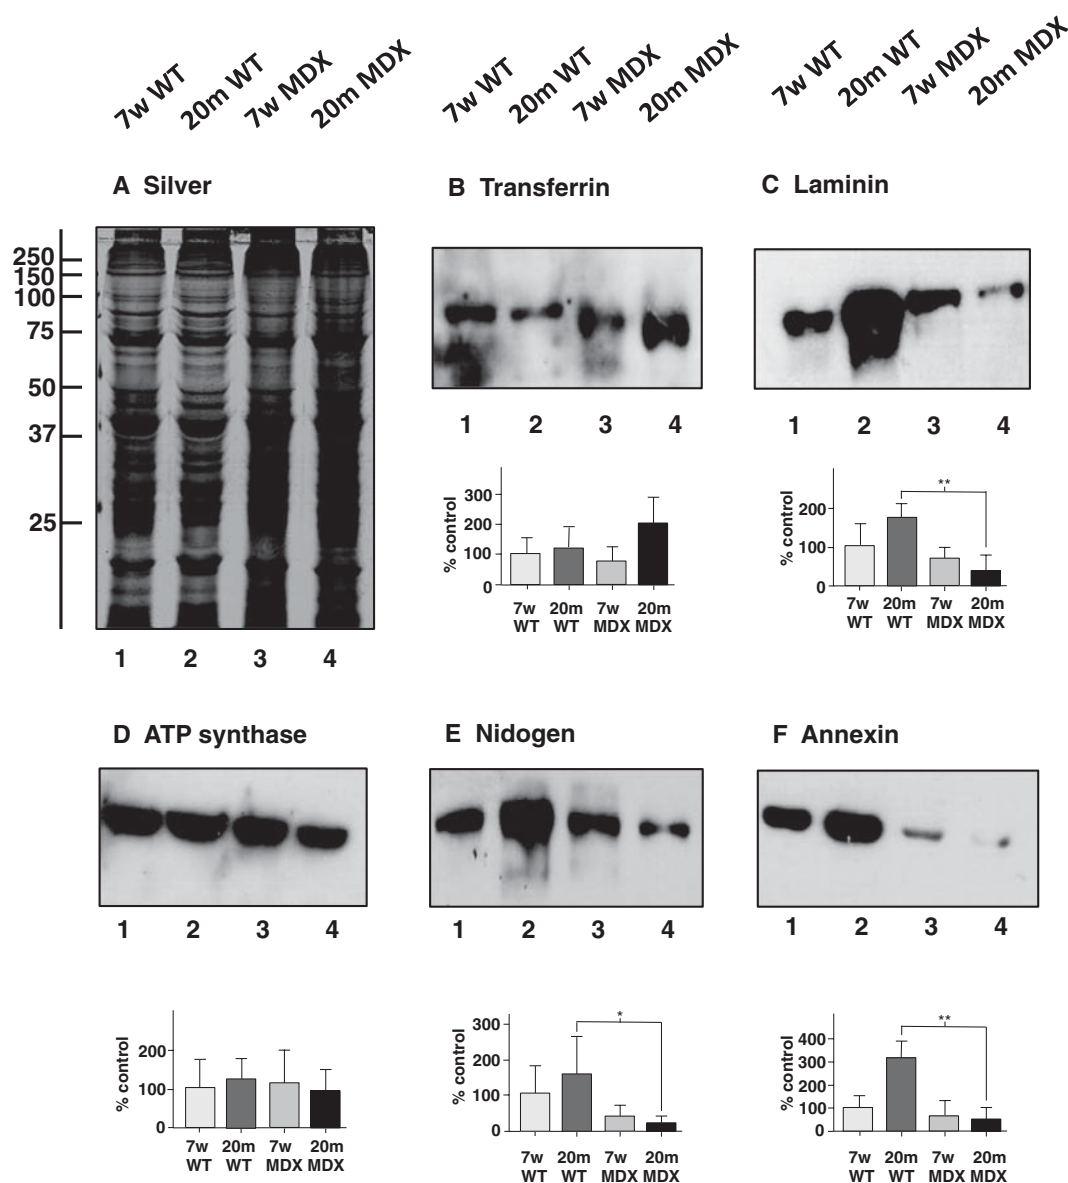 7w WT 20m WT 7w MDX 20m MDX
7w WT 20m WT 7w MDX 20m MDX
7w WT 20m WT 7w MDX 20m MDX
A Silver
B Transferrin
C Laminin
250
150
100
75
50
37
25
1 2 3 4
1 2 3 4
1 2 3 4
% control
300
200
100
0
7w WT
20m WT
7w MDX
20m MDX
% control
200
100
0
**
7w WT
20m WT
7w MDX
20m MDX
D ATP synthase
E Nidogen
F Annexin
1 2 3 4
1 2 3 4
1 2 3 4
% control
200
100
0
7w WT
20m WT
7w MDX
20m MDX
% control
300
200
100
0
*
7w WT
20m WT
7w MDX
20m MDX
% control
400
300
200
100
0
**
7w WT
20m WT
7w MDX
20m MDX